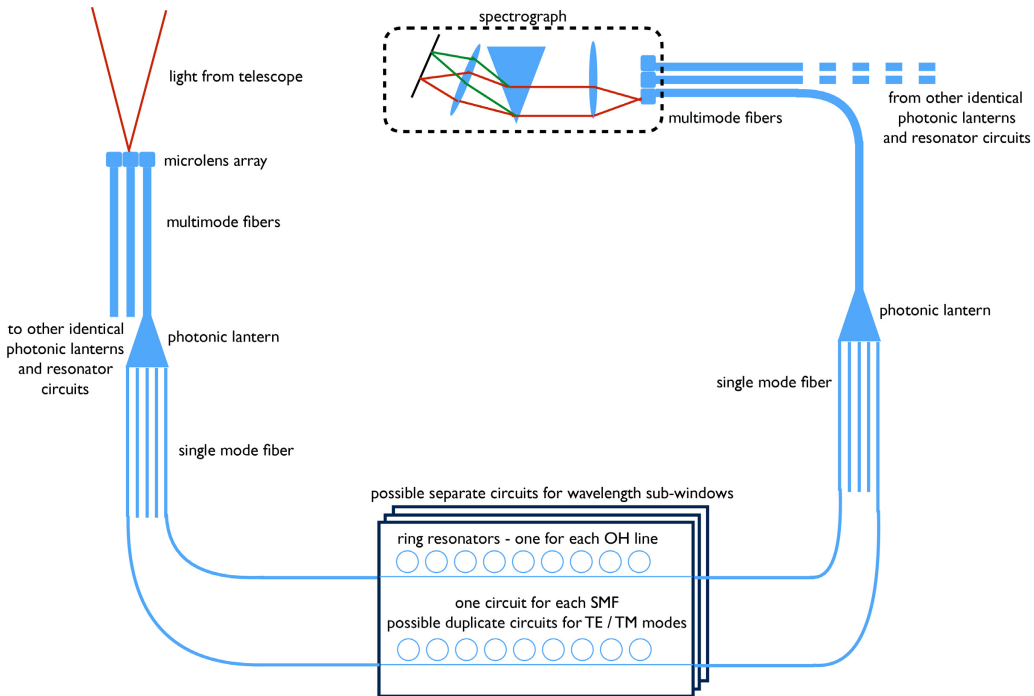 spectrograph
light from telescope
microlens array
multimode fibers
to other identical
photonic lanterns
and resonator
circuits
photonic lantern
single mode fiber
multimode fibers
from other identical
photonic lanterns
and resonator circuits
photonic lantern
single mode fiber
possible separate circuits for wavelength sub-windows
ring resonators - one for each OH line
one circuit for each SMF
possible duplicate circuits for TE / TM modes